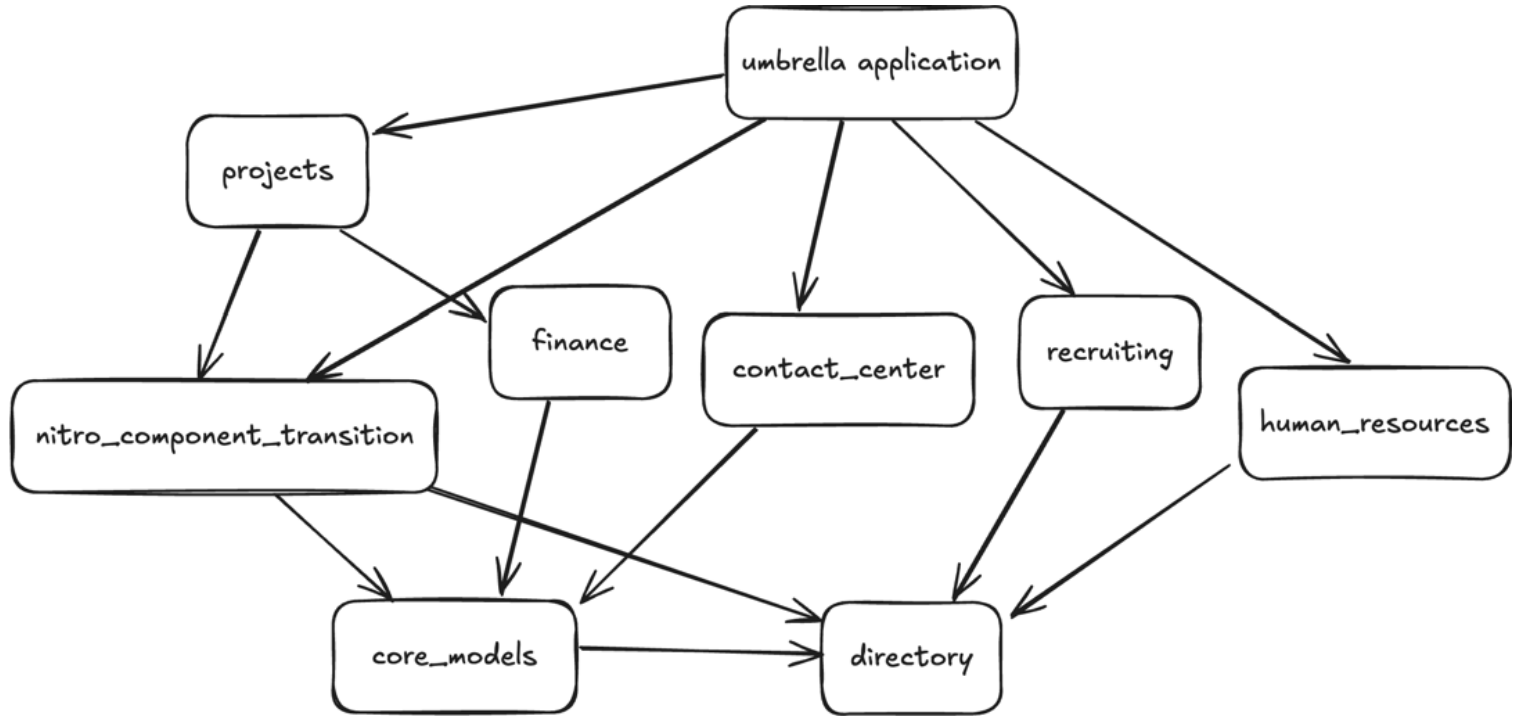 umbrella application
projects
finance
contact_center
recruiting
nitro_component_transition
human_resources
core_models
directory